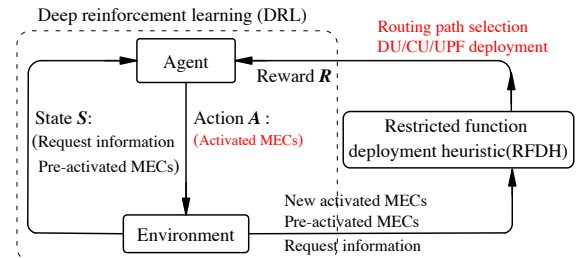 Deep reinforcement learning (DRL)
Routing path selection
DU/CU/UPF deployment
Agent
Reward R
State S:
(Request information
Pre-activated MECs)
Action A :
(Activated MECs)
Restricted function
deployment heuristic(RFDH)
New activated MECs
Pre-activated MECs
Request information
Environment